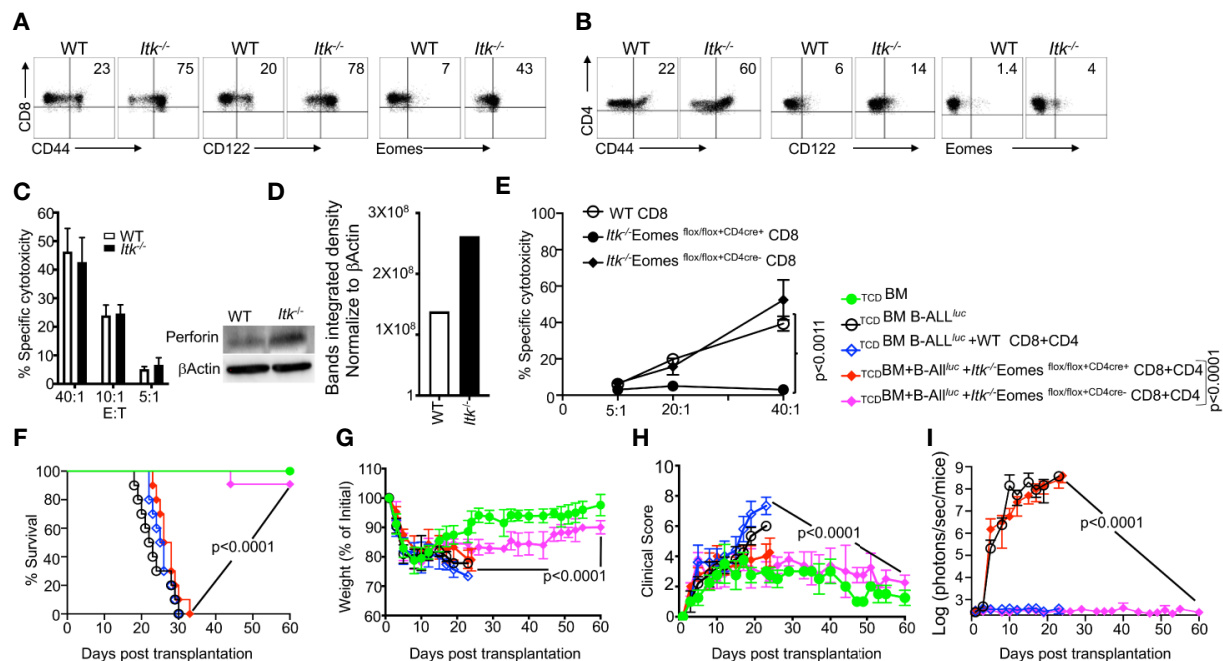 A
WT Itk-/- WT Itk-/- WT Itk-/-
23 75 20 78 7 43
CD8
CD44 CD122 Eomes
B
WT Itk-/- WT Itk-/- WT Itk-/-
22 60 6 14 1.4 4
CD4
CD44 CD122 Eomes
C
% Specific cytotoxicity
60
50
40
30
20
10
0
WT
Itk-/-
40:1 10:1 5:1
E:T
WT Itk-/-
Perforin
βActin
D
Bands integrated density
Normalize to βActin
3X10⁸
2X10⁸
1X10⁸
1
WT Itk-/-
E
% Specific cytotoxicity
100
80
60
40
20
0
WT CD8
Itk-/-Eomes flox/flox+CD4cre+ CD8
Itk-/-Eomes flox/flox+CD4cre- CD8
p<0.0011
0 5:1 20:1 40:1
TCD BM
TCD BM B-ALLluc
TCD BM B-ALLluc +WT CD8+CD4
TCDBM+B-Allluc +Itk-/-Eomes flox/flox+CD4cre+ CD8+CD4
TCDBM+B-Allluc +Itk-/-Eomes flox/flox+CD4cre- CD8+CD4
p<0.0001
F
% Survival
100
80
60
40
20
0
p<0.0001
0 10 20 30 40 50 60
Days post transplantation
G
Weight (% of Initial)
110
100
90
80
70
60
p<0.0001
0 10 20 30 40 50 60
Days post transplantation
H
Clinical Score
10
8
6
4
2
0
p<0.0001
0 10 20 30 40 50 60
Days post transplantation
I
Log (photons/sec/mice)
9
8
7
6
5
4
3
p<0.0001
0 10 20 30 40 50 60
Days post transplantation